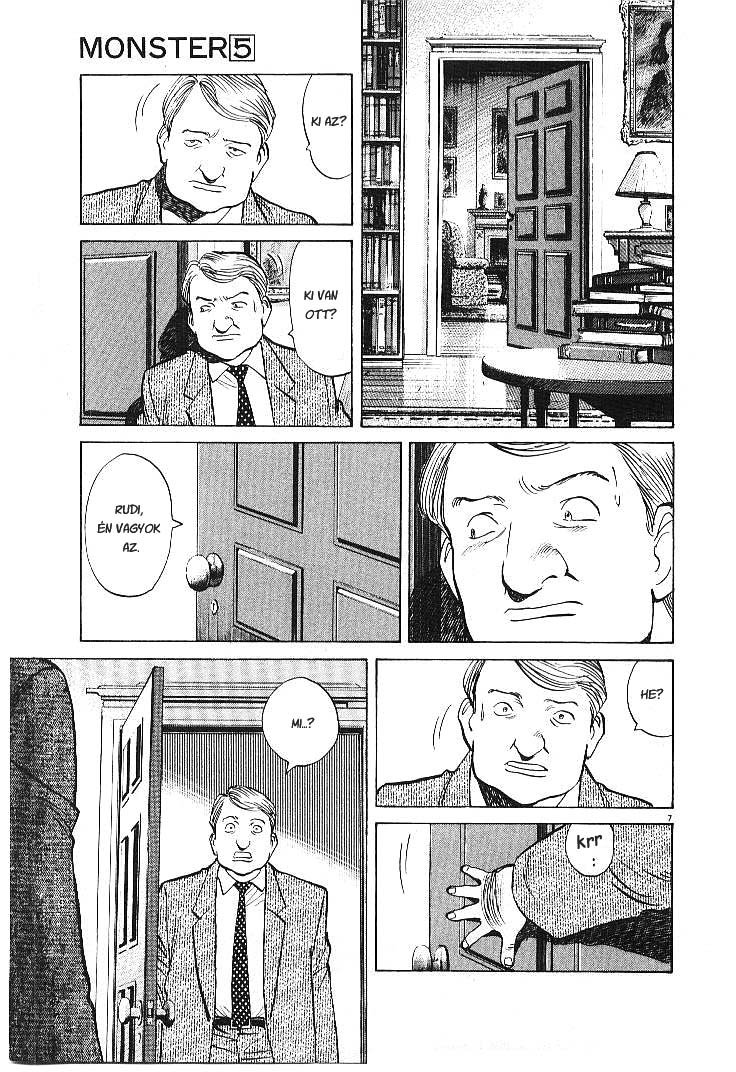 MONSTER 5
KI AZ?
KI VAN
OTT?
RUDI,
ÉN VAGYOK
AZ.
HE?
7
krr
:
MI...?